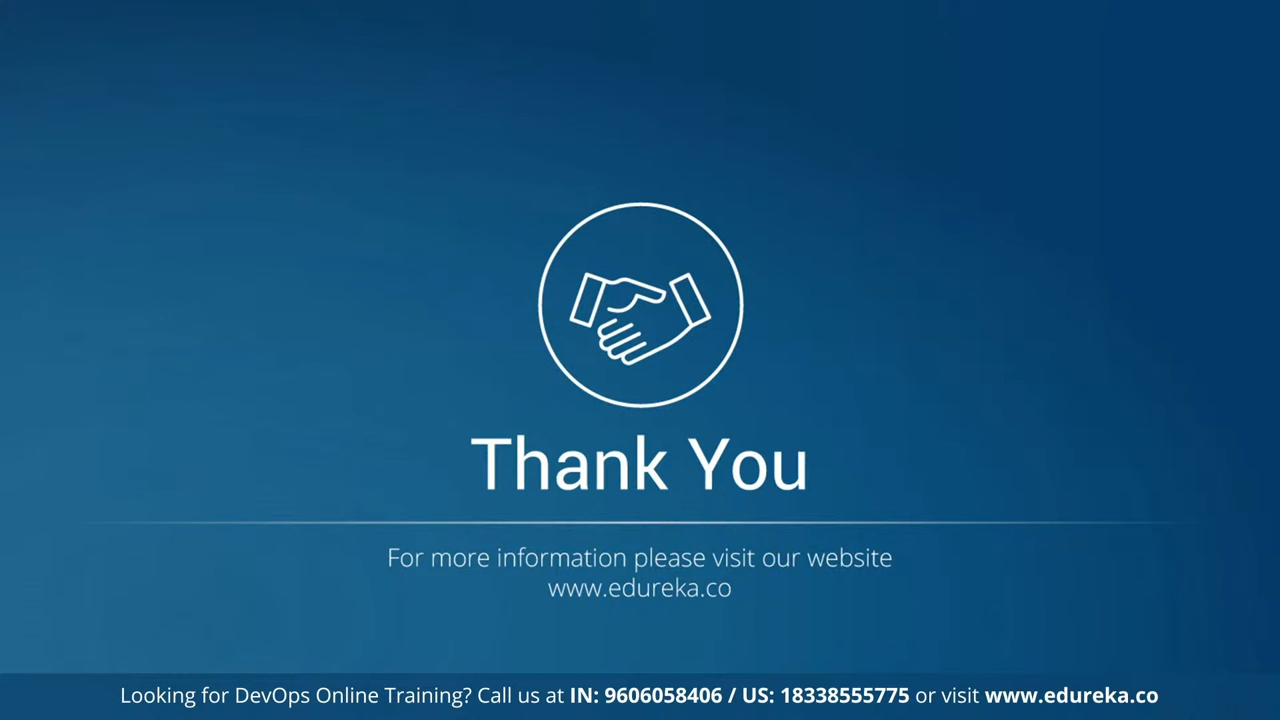 Thank You
For more information please visit our website
www.edureka.co
Looking for DevOps Online Training? Call us at IN: 9606058406 / US: 18338555775 or visit www.edureka.co